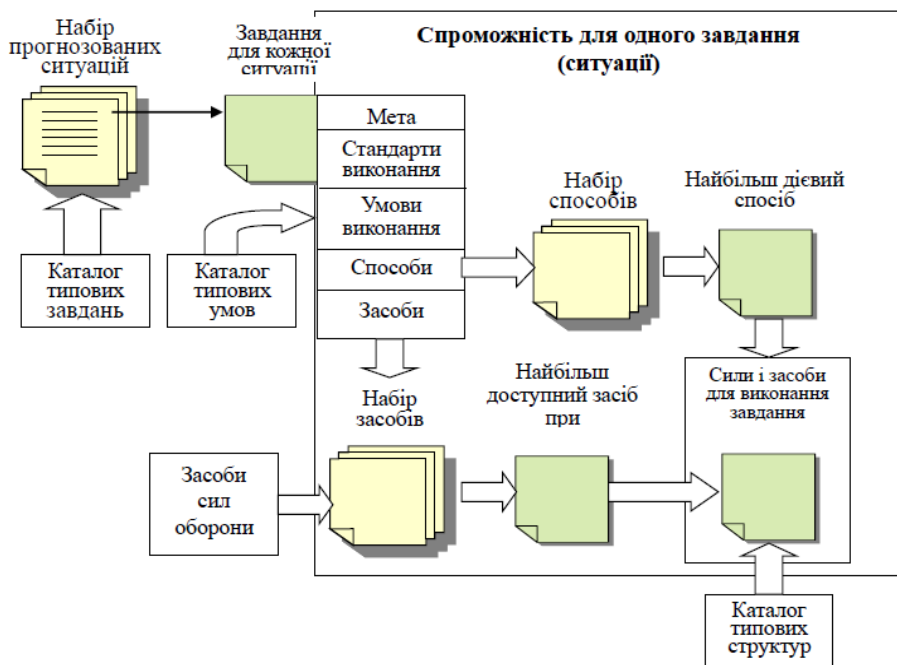 Набір
прогнозованих
ситуацій
Завдання
для кожної
ситуації
Спроможність для одного завдання
(ситуації)
Мета
Стандарти
виконання
Умови
виконання
Способи
Засоби
Набір
способів
Найбільш дієвий
спосіб
Каталог
типових
завдань
Каталог
типових
умов
Набір
засобів
Найбільш
доступний засіб
при
Сили і засоби
для виконання
завдання
Засоби
сил
оборони
Каталог
типових
структур